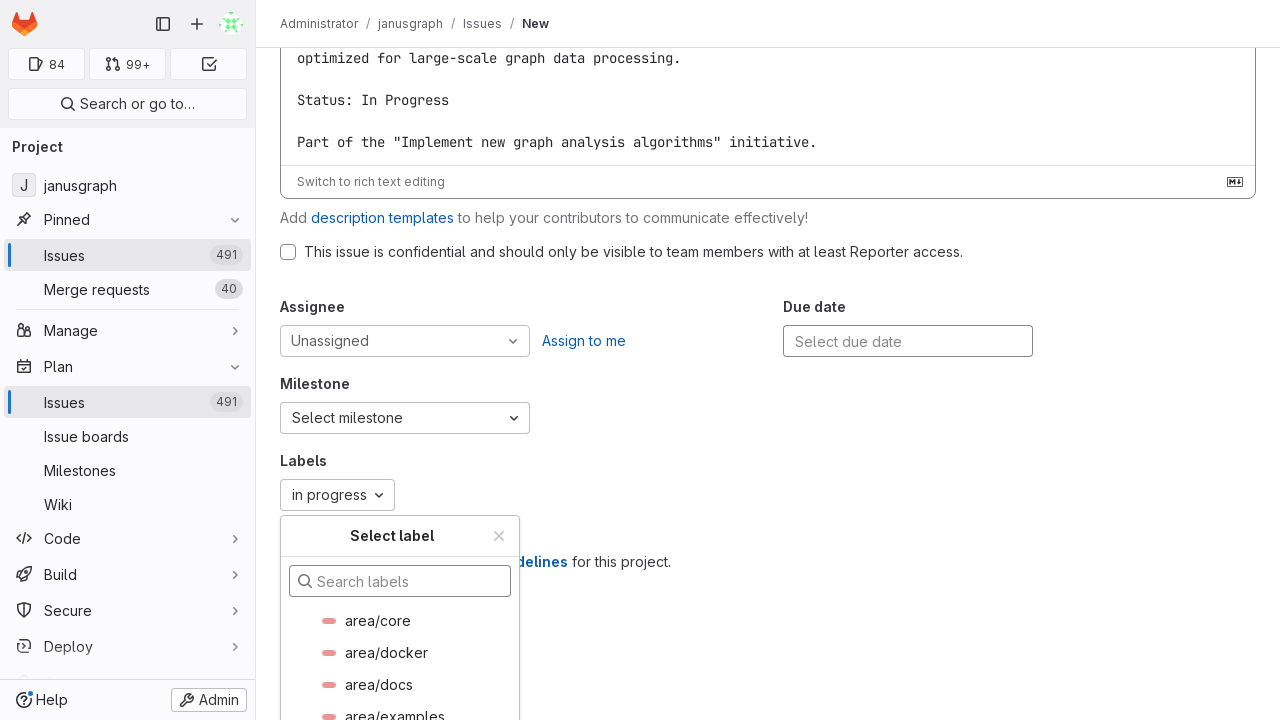 Administrator / janusgraph / Issues / New
84
99+
Search or go to…
Project
J janusgraph
Pinned
Issues 491
Merge requests 40
Manage
Plan
Issues 491
Issue boards
Milestones
Wiki
Code
Build
Secure
Deploy
Help
Admin
optimized for large-scale graph data processing.
Status: In Progress
Part of the "Implement new graph analysis algorithms" initiative.
Switch to rich text editing
Add description templates to help your contributors to communicate effectively!
This issue is confidential and should only be visible to team members with at least Reporter access.
Assignee
Unassigned
Assign to me
Due date
Select due date
Milestone
Select milestone
Labels
in progress
Select label
for this project.
Search labels
area/core
area/docker
area/docs
area/examples